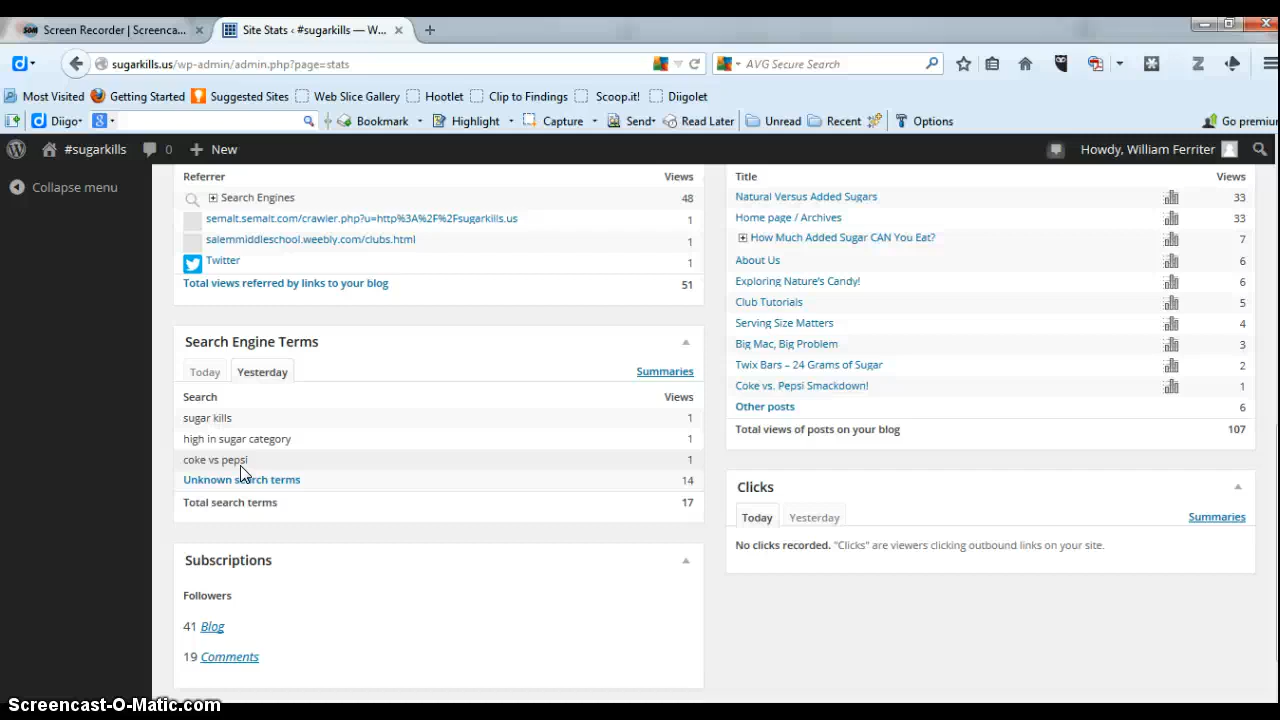 Screen Recorder | Screenca...
Site Stats ‹ #sugarkills — W...
sugarkills.us/wp-admin/admin.php?page=stats
AVG Secure Search
Most Visited
Getting Started
Suggested Sites
Web Slice Gallery
Hootlet
Clip to Findings
Scoop.it!
Diigolet
Diigo
Bookmark
Highlight
Capture
Send
Read Later
Unread
Recent
Options
Go premiu
#sugarkills
0
New
Howdy, William Ferriter
Collapse menu
Referrer Views
Search Engines 48
semalt.semalt.com/crawler.php?u=http%3A%2F%2Fsugarkills.us 1
salemmiddleschool.weebly.com/clubs.html 1
Twitter 1
Total views referred by links to your blog 51
Search Engine Terms
Today Yesterday Summaries
Search Views
sugar kills 1
high in sugar category 1
coke vs pepsi 1
Unknown search terms 14
Total search terms 17
Subscriptions
Followers
41 Blog
19 Comments
Title Views
Natural Versus Added Sugars 33
Home page / Archives 33
How Much Added Sugar CAN You Eat? 7
About Us 6
Exploring Nature's Candy! 6
Club Tutorials 5
Serving Size Matters 4
Big Mac, Big Problem 3
Twix Bars – 24 Grams of Sugar 2
Coke vs. Pepsi Smackdown! 1
Other posts 6
Total views of posts on your blog 107
Clicks
Today Yesterday Summaries
No clicks recorded. "Clicks" are viewers clicking outbound links on your site.
Screencast-O-Matic.com